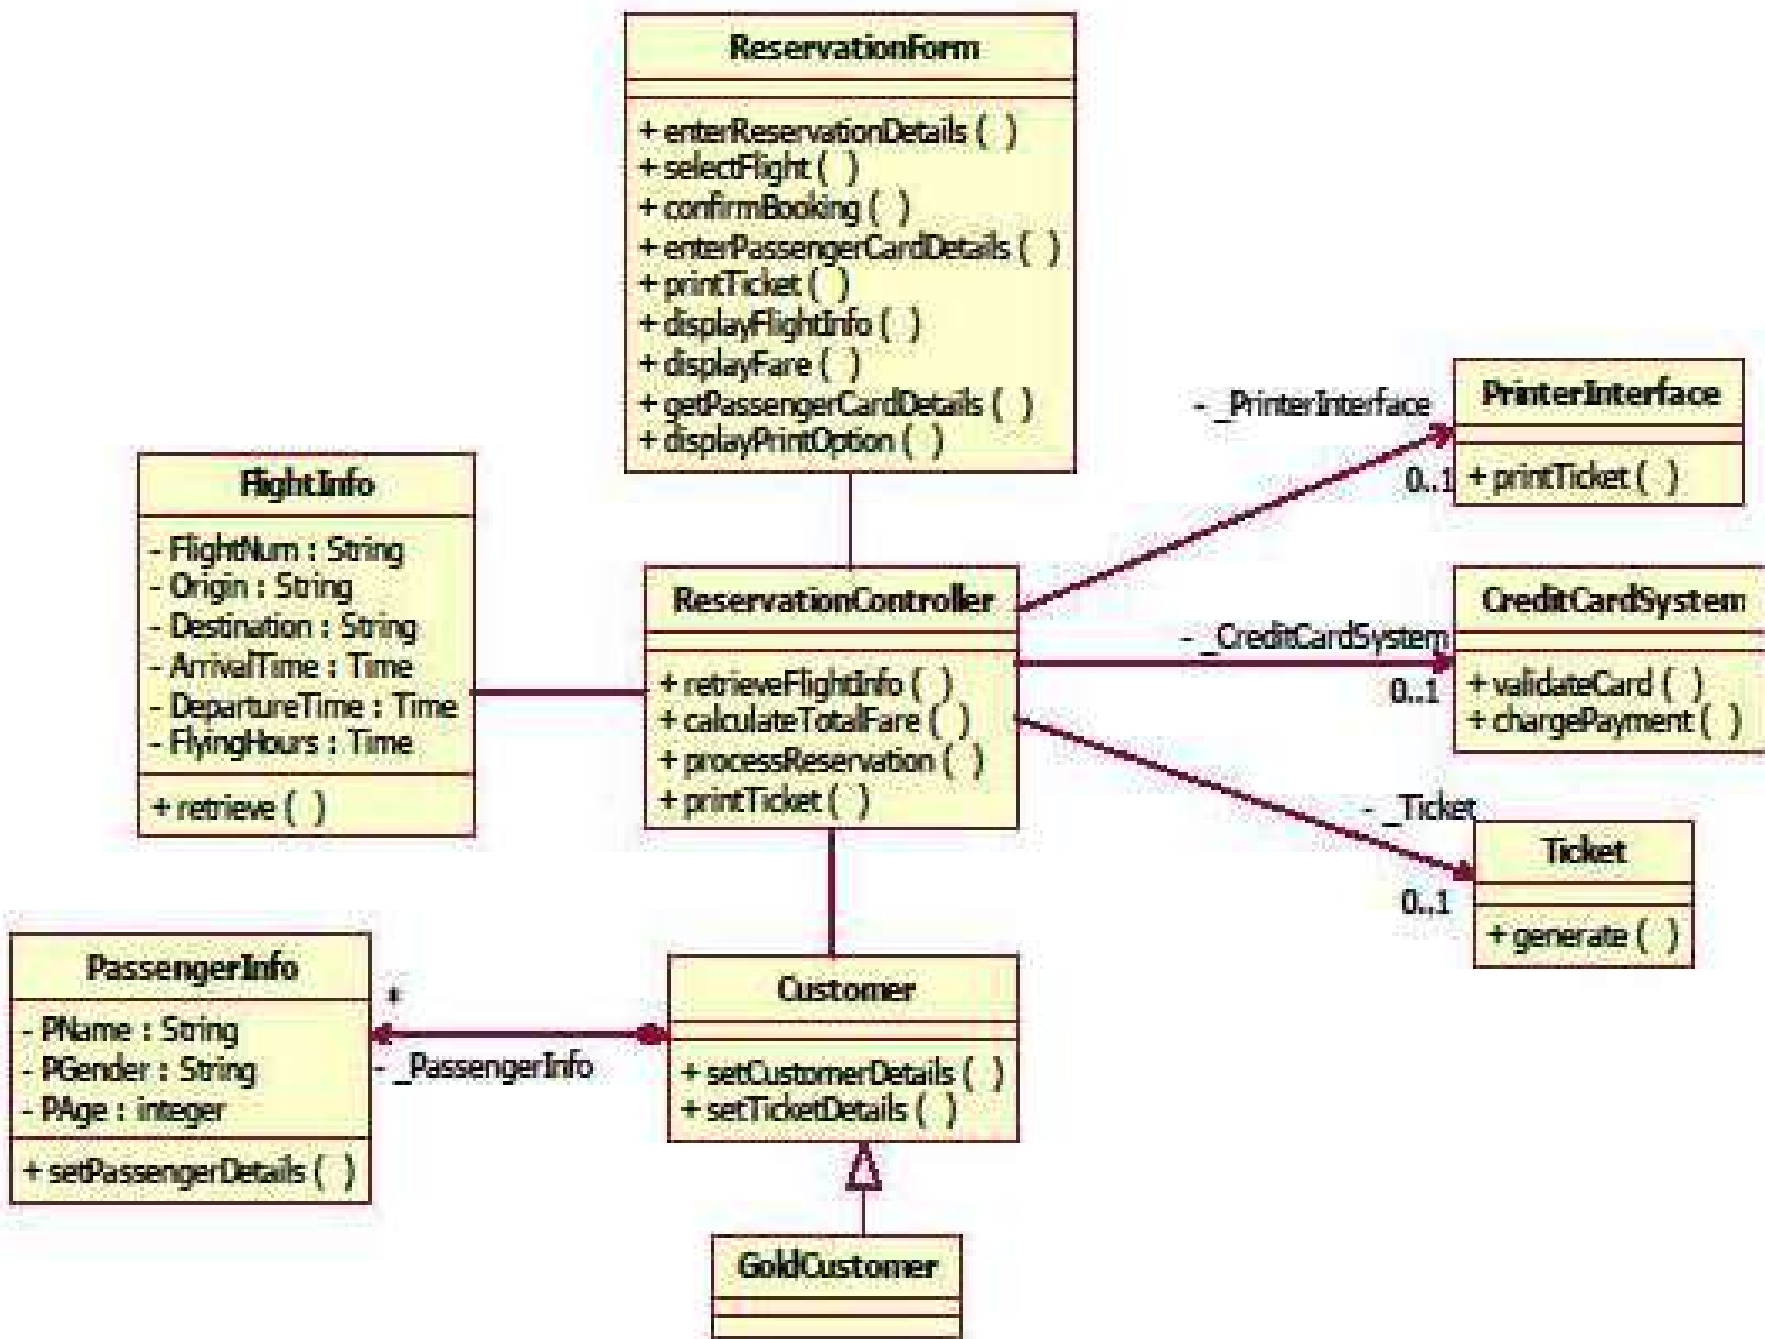 ReservationForm
+ enterReservationDetails ( )
+ selectFlight ( )
+ confirmBooking ( )
+ enterPassengerCardDetails ( )
+ printTicket ( )
+ displayFlightInfo ( )
+ displayFare ( )
+ getPassengerCardDetails ( )
+ displayPrintOption ( )
FlightInfo
- FlightNum : String
- Origin : String
- Destination : String
- ArrivalTime : Time
- DepartureTime : Time
- FlyingHours : Time
+ retrieve ( )
ReservationController
+ retrieveFlightInfo ( )
+ calculateTotalFare ( )
+ processReservation ( )
+ printTicket ( )
- _PrinterInterface
0..1
PrinterInterface
+ printTicket ( )
- _CreditCardSystem
0..1
CreditCardSystem
+ validateCard ( )
+ chargePayment ( )
- _Ticket
0..1
Ticket
+ generate ( )
PassengerInfo
- PName : String
- PGender : String
- PAge : integer
+ setPassengerDetails ( )
*
- _PassengerInfo
Customer
+ setCustomerDetails ( )
+ setTicketDetails ( )
GoldCustomer